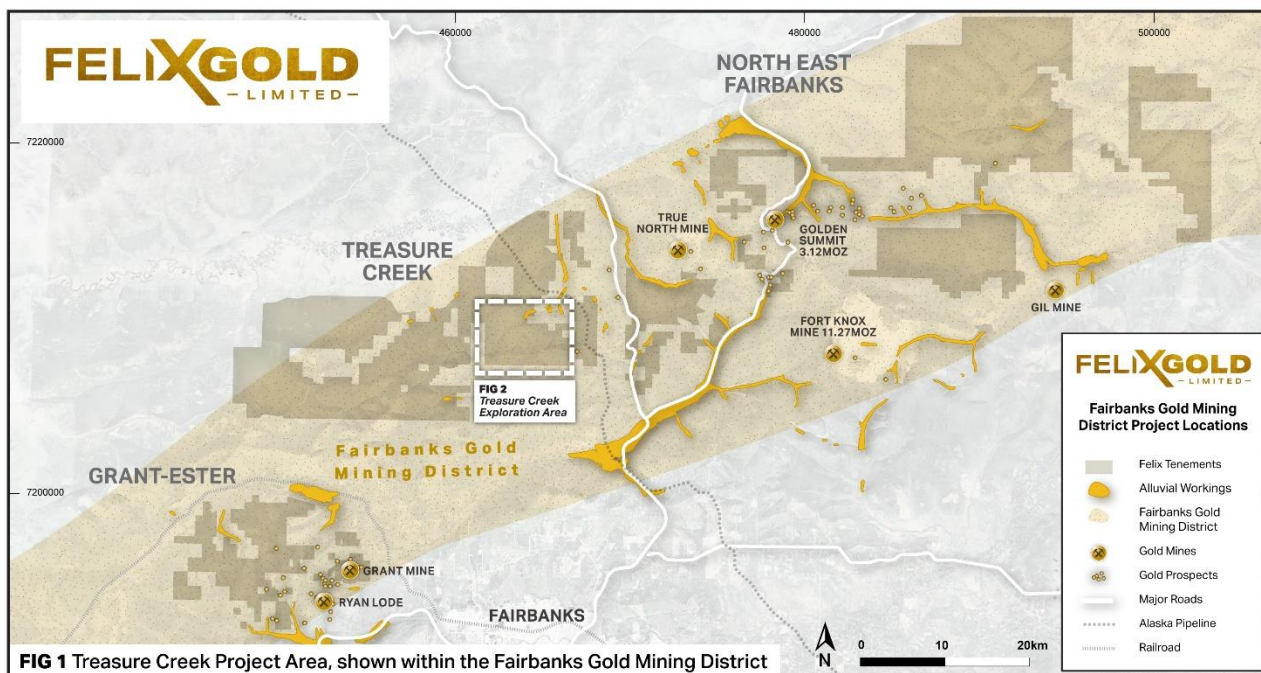 460000
480000
500000
FELIXGOLD
LIMITED
NORTH EAST
FAIRBANKS
7220000
TRUE
NORTH MINE
GOLDEN
SUMMIT
3.12MOZ
TREASURE
CREEK
GIL MINE
FORT KNOX
MINE 11.27MOZ
FIG 2
Treasure Creek
Exploration Area
Fairbanks Gold
Mining District
GRANT-ESTER
7200000
GRANT MINE
RYAN LODE
FAIRBANKS
N
0 10 20km
FELIXGOLD
LIMITED
Fairbanks Gold Mining
District Project Locations
Felix Tenements
Alluvial Workings
Fairbanks Gold
Mining District
Gold Mines
Gold Prospects
Major Roads
Alaska Pipeline
Railroad
FIG 1 Treasure Creek Project Area, shown within the Fairbanks Gold Mining District